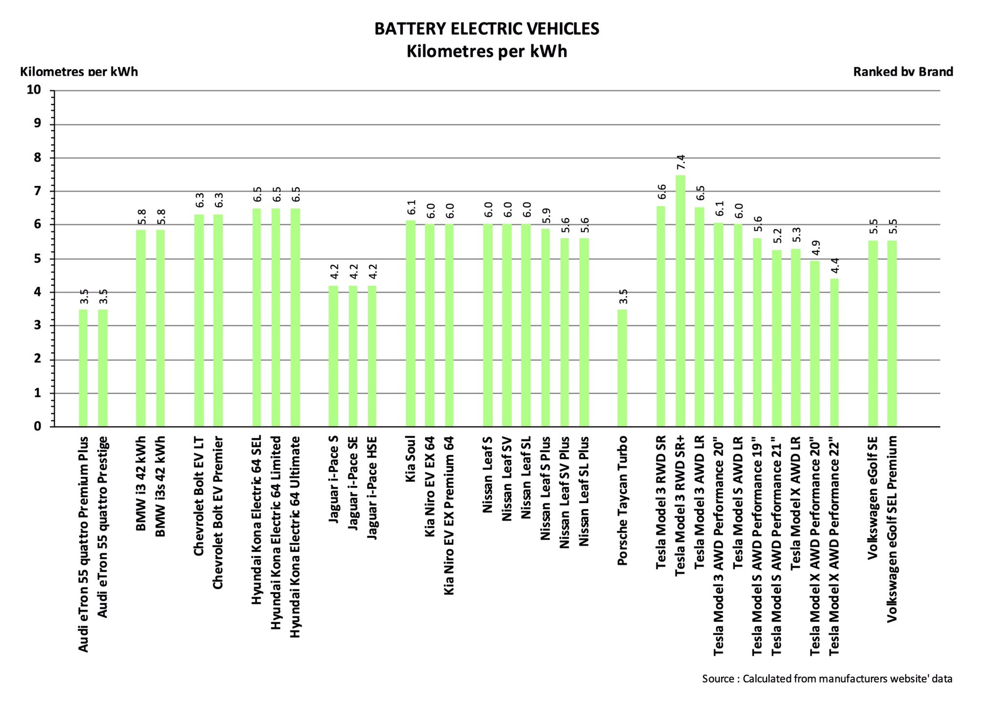 BATTERY ELECTRIC VEHICLES
Kilometres per kWh
Kilometres per kWh
Ranked by Brand
10
9
8
7
6
5
4
3
2
1
0
3.5
3.5
5.8
5.8
6.3
6.3
6.5
6.5
6.5
4.2
4.2
4.2
6.1
6.0
6.0
6.0
6.0
6.0
5.9
5.6
5.6
3.5
6.6
7.4
6.5
6.1
6.0
5.6
5.2
5.3
4.9
4.4
5.5
5.5
Audi eTron 55 quattro Premium Plus
Audi eTron 55 quattro Prestige
BMW i3 42 kWh
BMW i3s 42 kWh
Chevrolet Bolt EV LT
Chevrolet Bolt EV Premier
Hyundai Kona Electric 64 SEL
Hyundai Kona Electric 64 Limited
Hyundai Kona Electric 64 Ultimate
Jaguar i-Pace S
Jaguar i-Pace SE
Jaguar i-Pace HSE
Kia Soul
Kia Niro EV EX 64
Kia Niro EV EX Premium 64
Nissan Leaf S
Nissan Leaf SV
Nissan Leaf SL
Nissan Leaf S Plus
Nissan Leaf SV Plus
Nissan Leaf SL Plus
Porsche Taycan Turbo
Tesla Model 3 RWD SR
Tesla Model 3 RWD SR+
Tesla Model 3 AWD LR
Tesla Model 3 AWD Performance 20"
Tesla Model S AWD LR
Tesla Model S AWD Performance 19"
Tesla Model S AWD Performance 21"
Tesla Model X AWD LR
Tesla Model X AWD Performance 20"
Tesla Model X AWD Performance 22"
Volkswagen eGolf SE
Volkswagen eGolf SEL Premium
Source : Calculated from manufacturers website' data